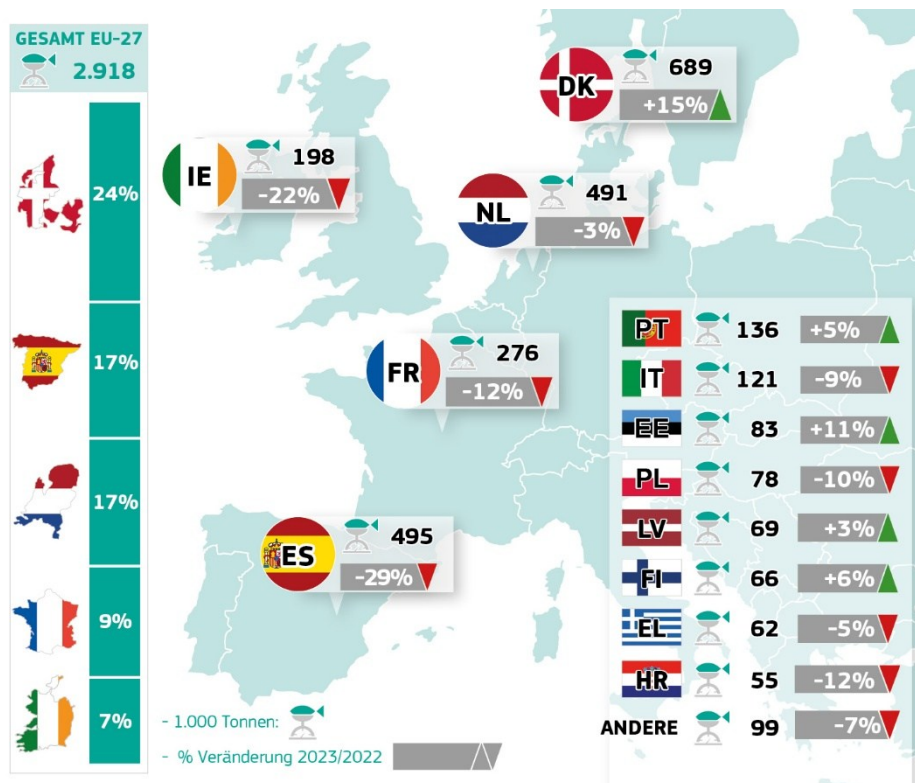 GESAMT EU-27
2.918
24%
17%
17%
9%
7%
DK
689
+15%
IE
198
-22%
NL
491
-3%
FR
276
-12%
ES
495
-29%
PT 136 +5%
IT 121 -9%
EE 83 +11%
PL 78 -10%
LV 69 +3%
FI 66 +6%
EL 62 -5%
HR 55 -12%
ANDERE 99 -7%
- 1.000 Tonnen:
- % Veränderung 2023/2022